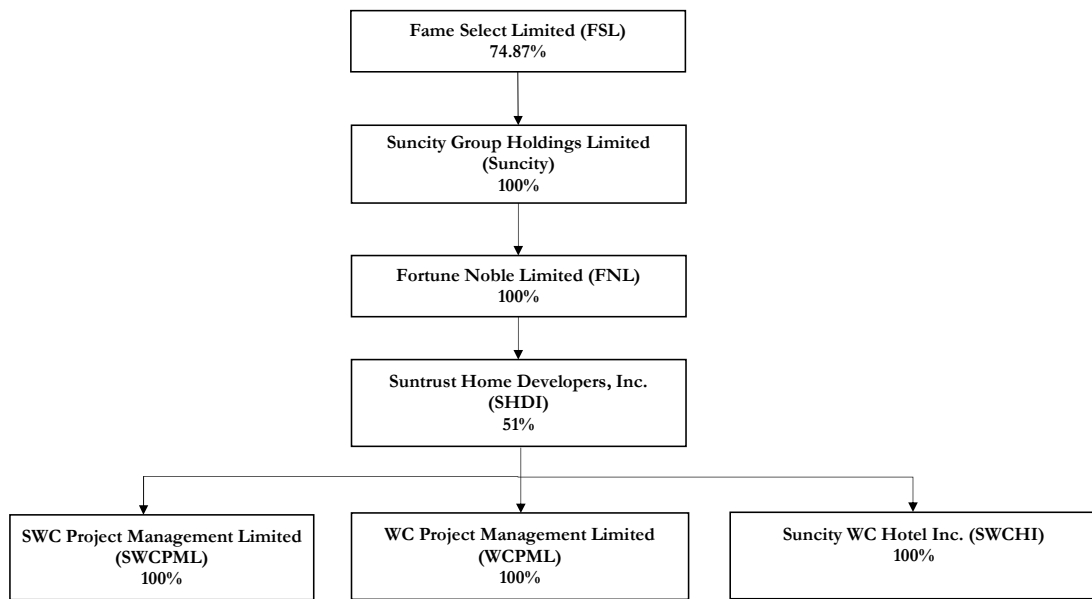 Fame Select Limited (FSL)
74.87%
Suncity Group Holdings Limited
(Suncity)
100%
Fortune Noble Limited (FNL)
100%
Suntrust Home Developers, Inc.
(SHDI)
51%
SWC Project Management Limited
(SWCPML)
100%
WC Project Management Limited
(WCPML)
100%
Suncity WC Hotel Inc. (SWCHI)
100%